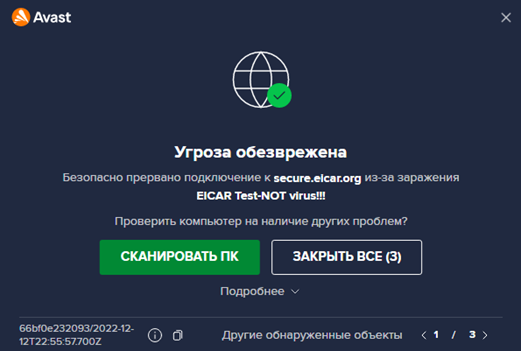 Avast
Угроза обезврежена
Безопасно прервано подключение к secure.eicar.org из-за заражения
EICAR Test-NOT virus!!!
Проверить компьютер на наличие других проблем?
СКАНИРОВАТЬ ПК
ЗАКРЫТЬ ВСЕ (3)
Подробнее
66bf0e232093/2022-12-
12T22:55:57.700Z
Другие обнаруженные объекты
1 / 3